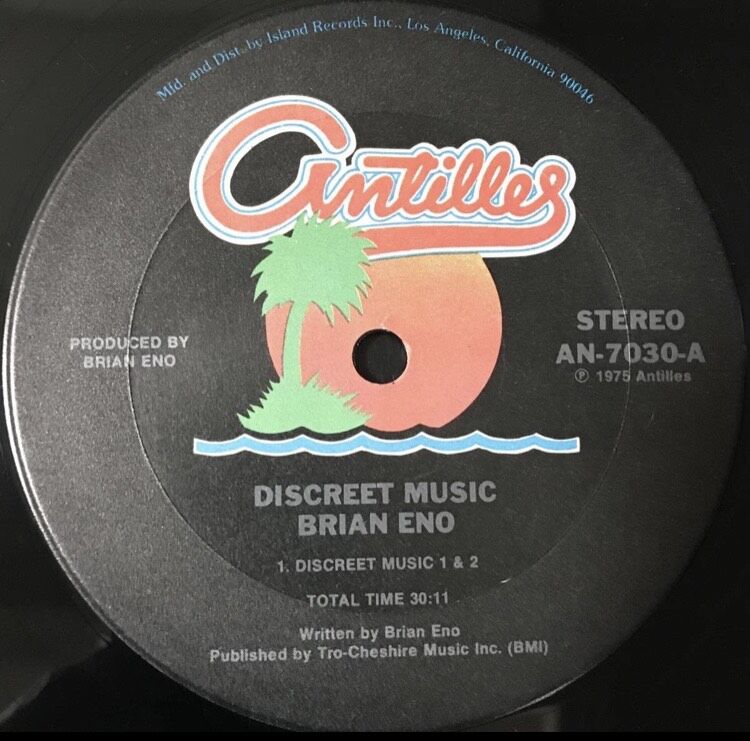 Mfd. and Dist. by Island Records Inc., Los Angeles, California 90046
Antilles
PRODUCED BY
BRIAN ENO
STEREO
AN-7030-A
℗ 1975 Antilles
DISCREET MUSIC
BRIAN ENO
1. DISCREET MUSIC 1 & 2
TOTAL TIME 30:11
Written by Brian Eno
Published by Tro-Cheshire Music Inc. (BMI)